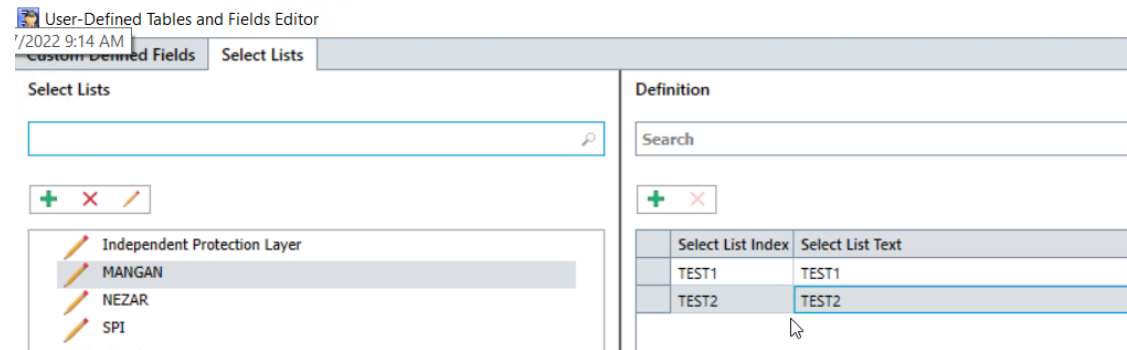 User-Defined Tables and Fields Editor
7/2022 9:14 AM
Custom Defined Fields
Select Lists
Select Lists
Definition
Search
Independent Protection Layer
MANGAN
NEZAR
SPI
Select List Index Select List Text
TEST1 TEST1
TEST2 TEST2